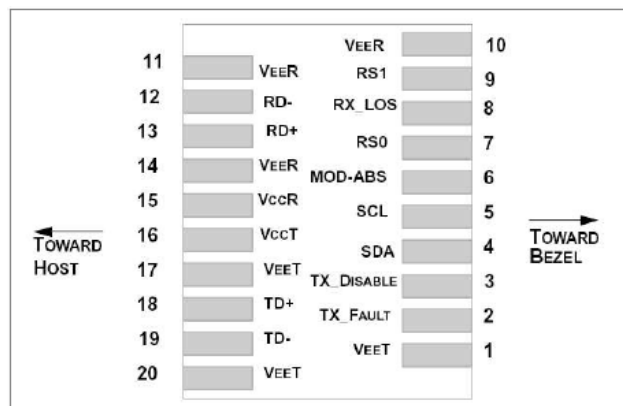 VEER 10
11 VEER RS1 9
12 RD- RX_LOS 8
13 RD+ RS0 7
14 VEER MOD-ABS 6
15 VCCR SCL 5
16 VCCT SDA 4
TOWARD HOST
TOWARD BEZEL
17 VEET TX_DISABLE 3
18 TD+ TX_FAULT 2
19 TD- VEET 1
20 VEET